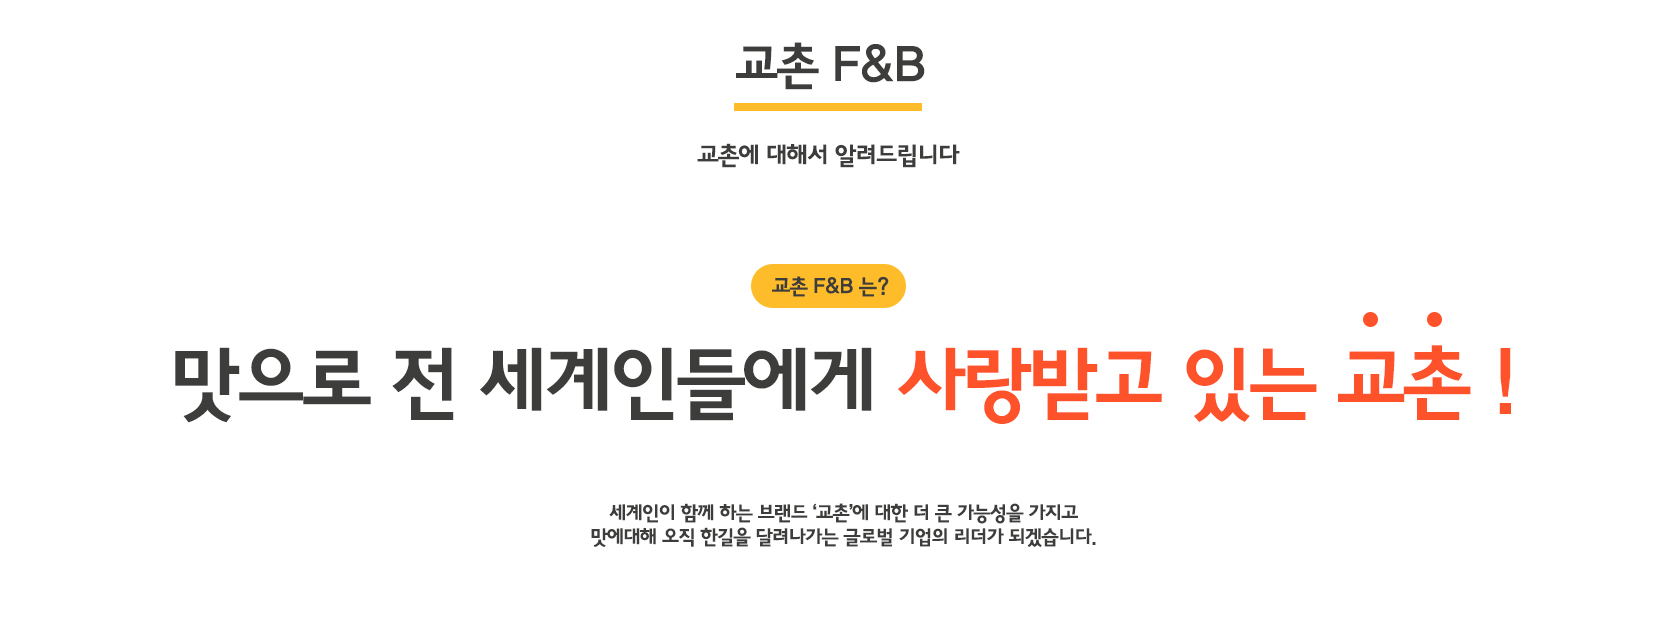 교촌 F&B
교촌에 대해서 알려드립니다
교촌 F&B 는?
맛으로 전 세계인들에게 사랑받고 있는 교촌 !
세계인이 함께 하는 브랜드 ‘교촌’에 대한 더 큰 가능성을 가지고
맛에대해 오직 한길을 달려나가는 글로벌 기업의 리더가 되겠습니다.